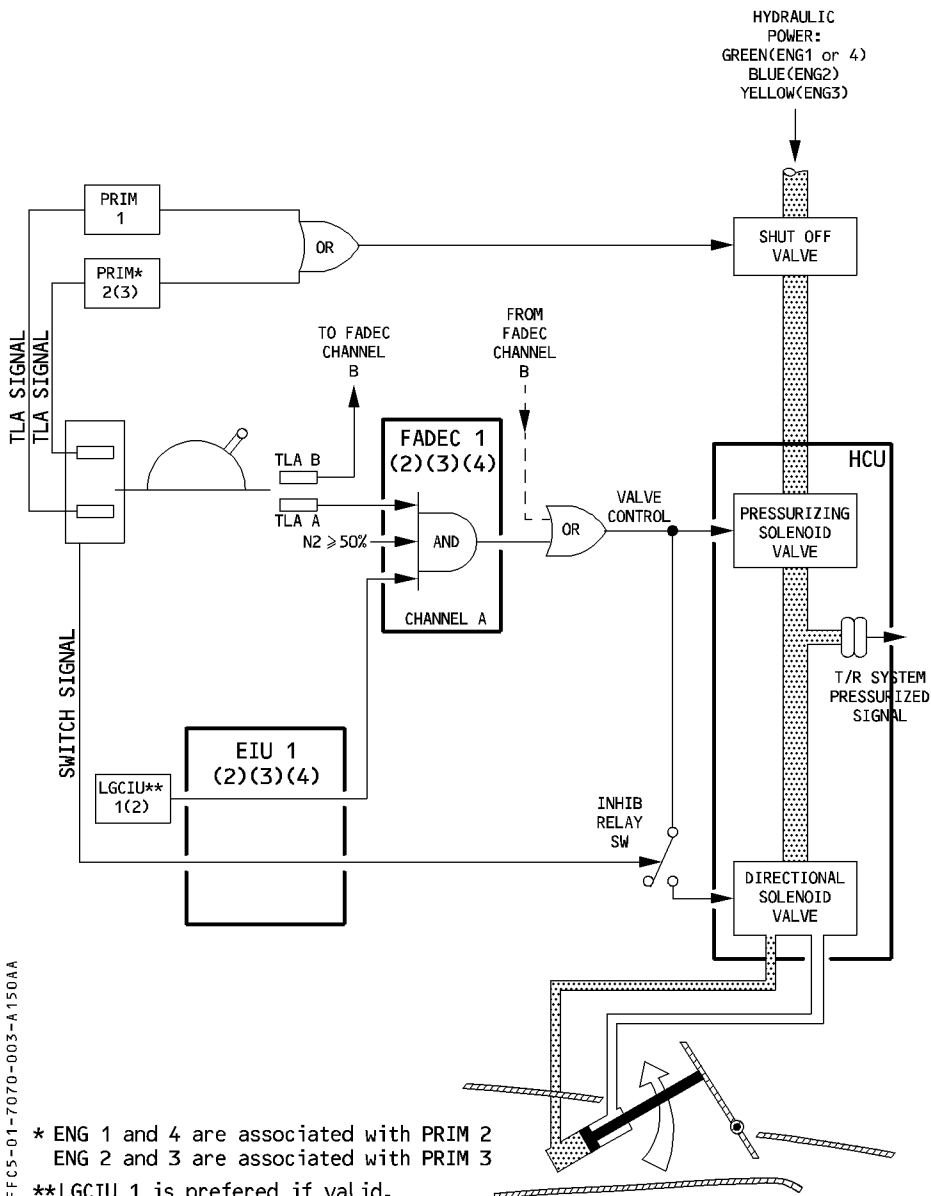 HYDRAULIC
POWER:
GREEN(ENG1 or 4)
BLUE(ENG2)
YELLOW(ENG3)
PRIM
1
OR
SHUT OFF
VALVE
PRIM*
2(3)
TLA SIGNAL
TLA SIGNAL
TO FADEC
CHANNEL
B
FROM
FADEC
CHANNEL
B
FADEC 1
(2)(3)(4)
HCU
TLA B
TLA A
N2 ⩾ 50%
AND
CHANNEL A
OR
VALVE
CONTROL
PRESSURIZING
SOLENOID
VALVE
T/R SYSTEM
PRESSURIZED
SIGNAL
SWITCH SIGNAL
EIU 1
(2)(3)(4)
LGCIU**
1(2)
INHIB
RELAY
SW
DIRECTIONAL
SOLENOID
VALVE
* ENG 1 and 4 are associated with PRIM 2
ENG 2 and 3 are associated with PRIM 3
**LGCIU 1 is prefered if valid.
FFC5-01-7070-003-A150AA